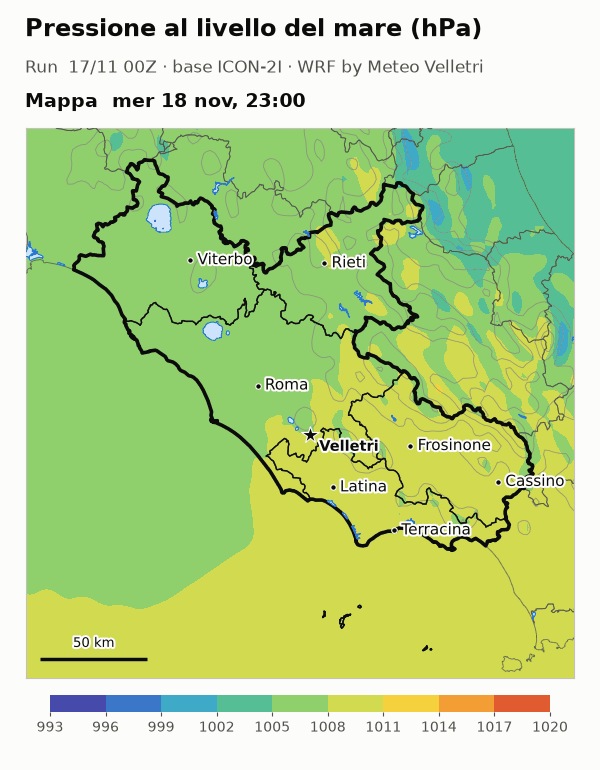 Pressione al livello del mare (hPa)
Run  17/11 00Z · base ICON-2I · WRF by Meteo Velletri
Mappa  mer 18 nov, 23:00
Viterbo
Rieti
Roma
Velletri
Frosinone
Cassino
Latina
Terracina
50 km
993 996 999 1002 1005 1008 1011 1014 1017 1020